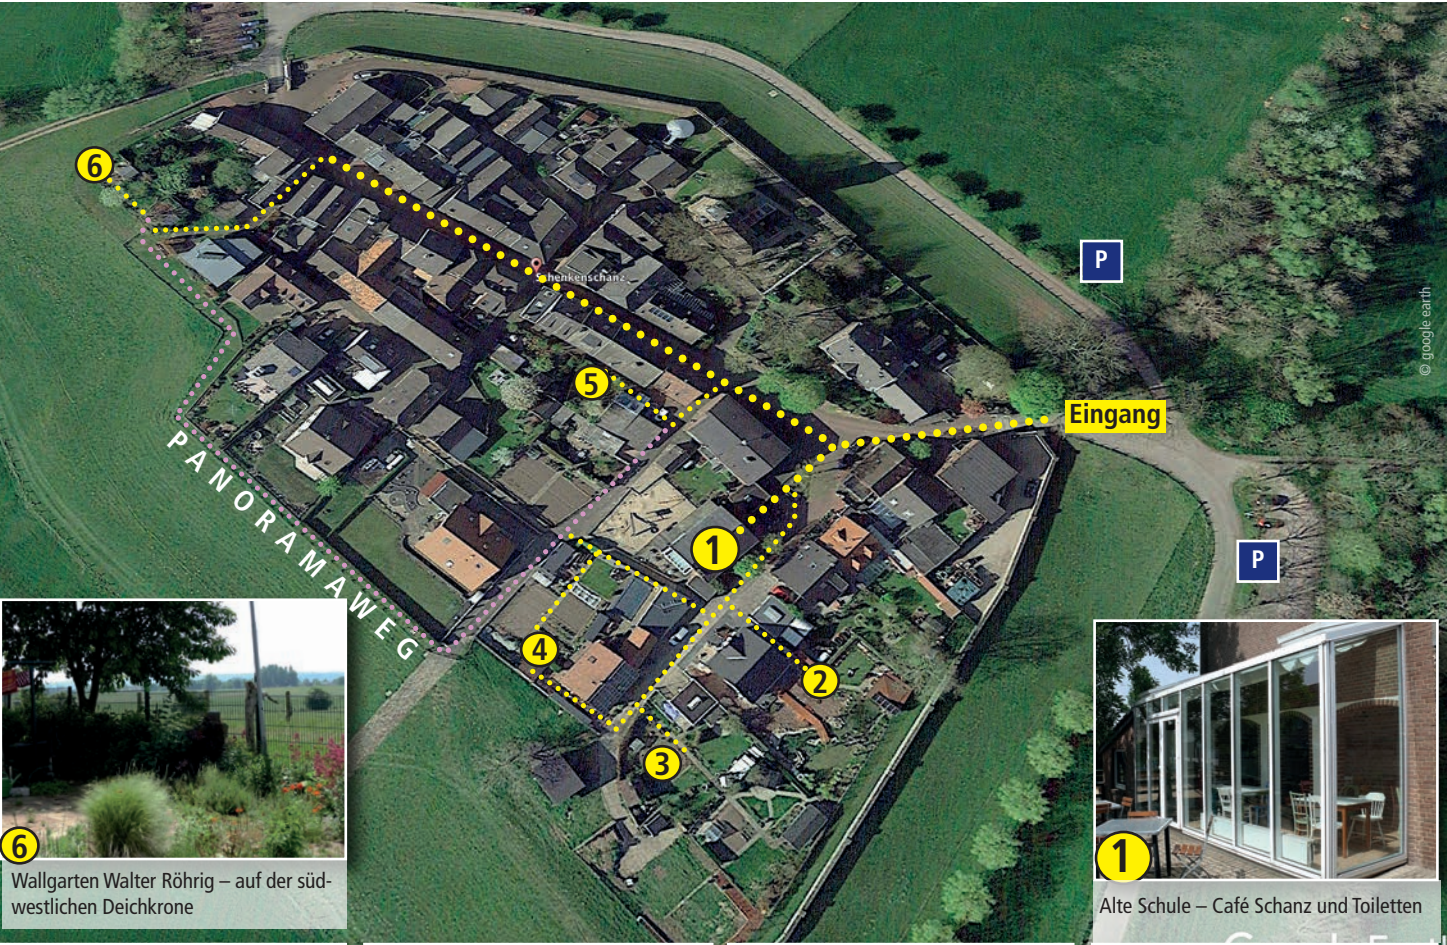 6
Schenkenschanz
P
© google earth
5
Eingang
PANORAMAWEG
1
P
4
2
3
6
Wallgarten Walter Röhrig – auf der süd-
westlichen Deichkrone
1
Alte Schule – Café Schanz und Toiletten